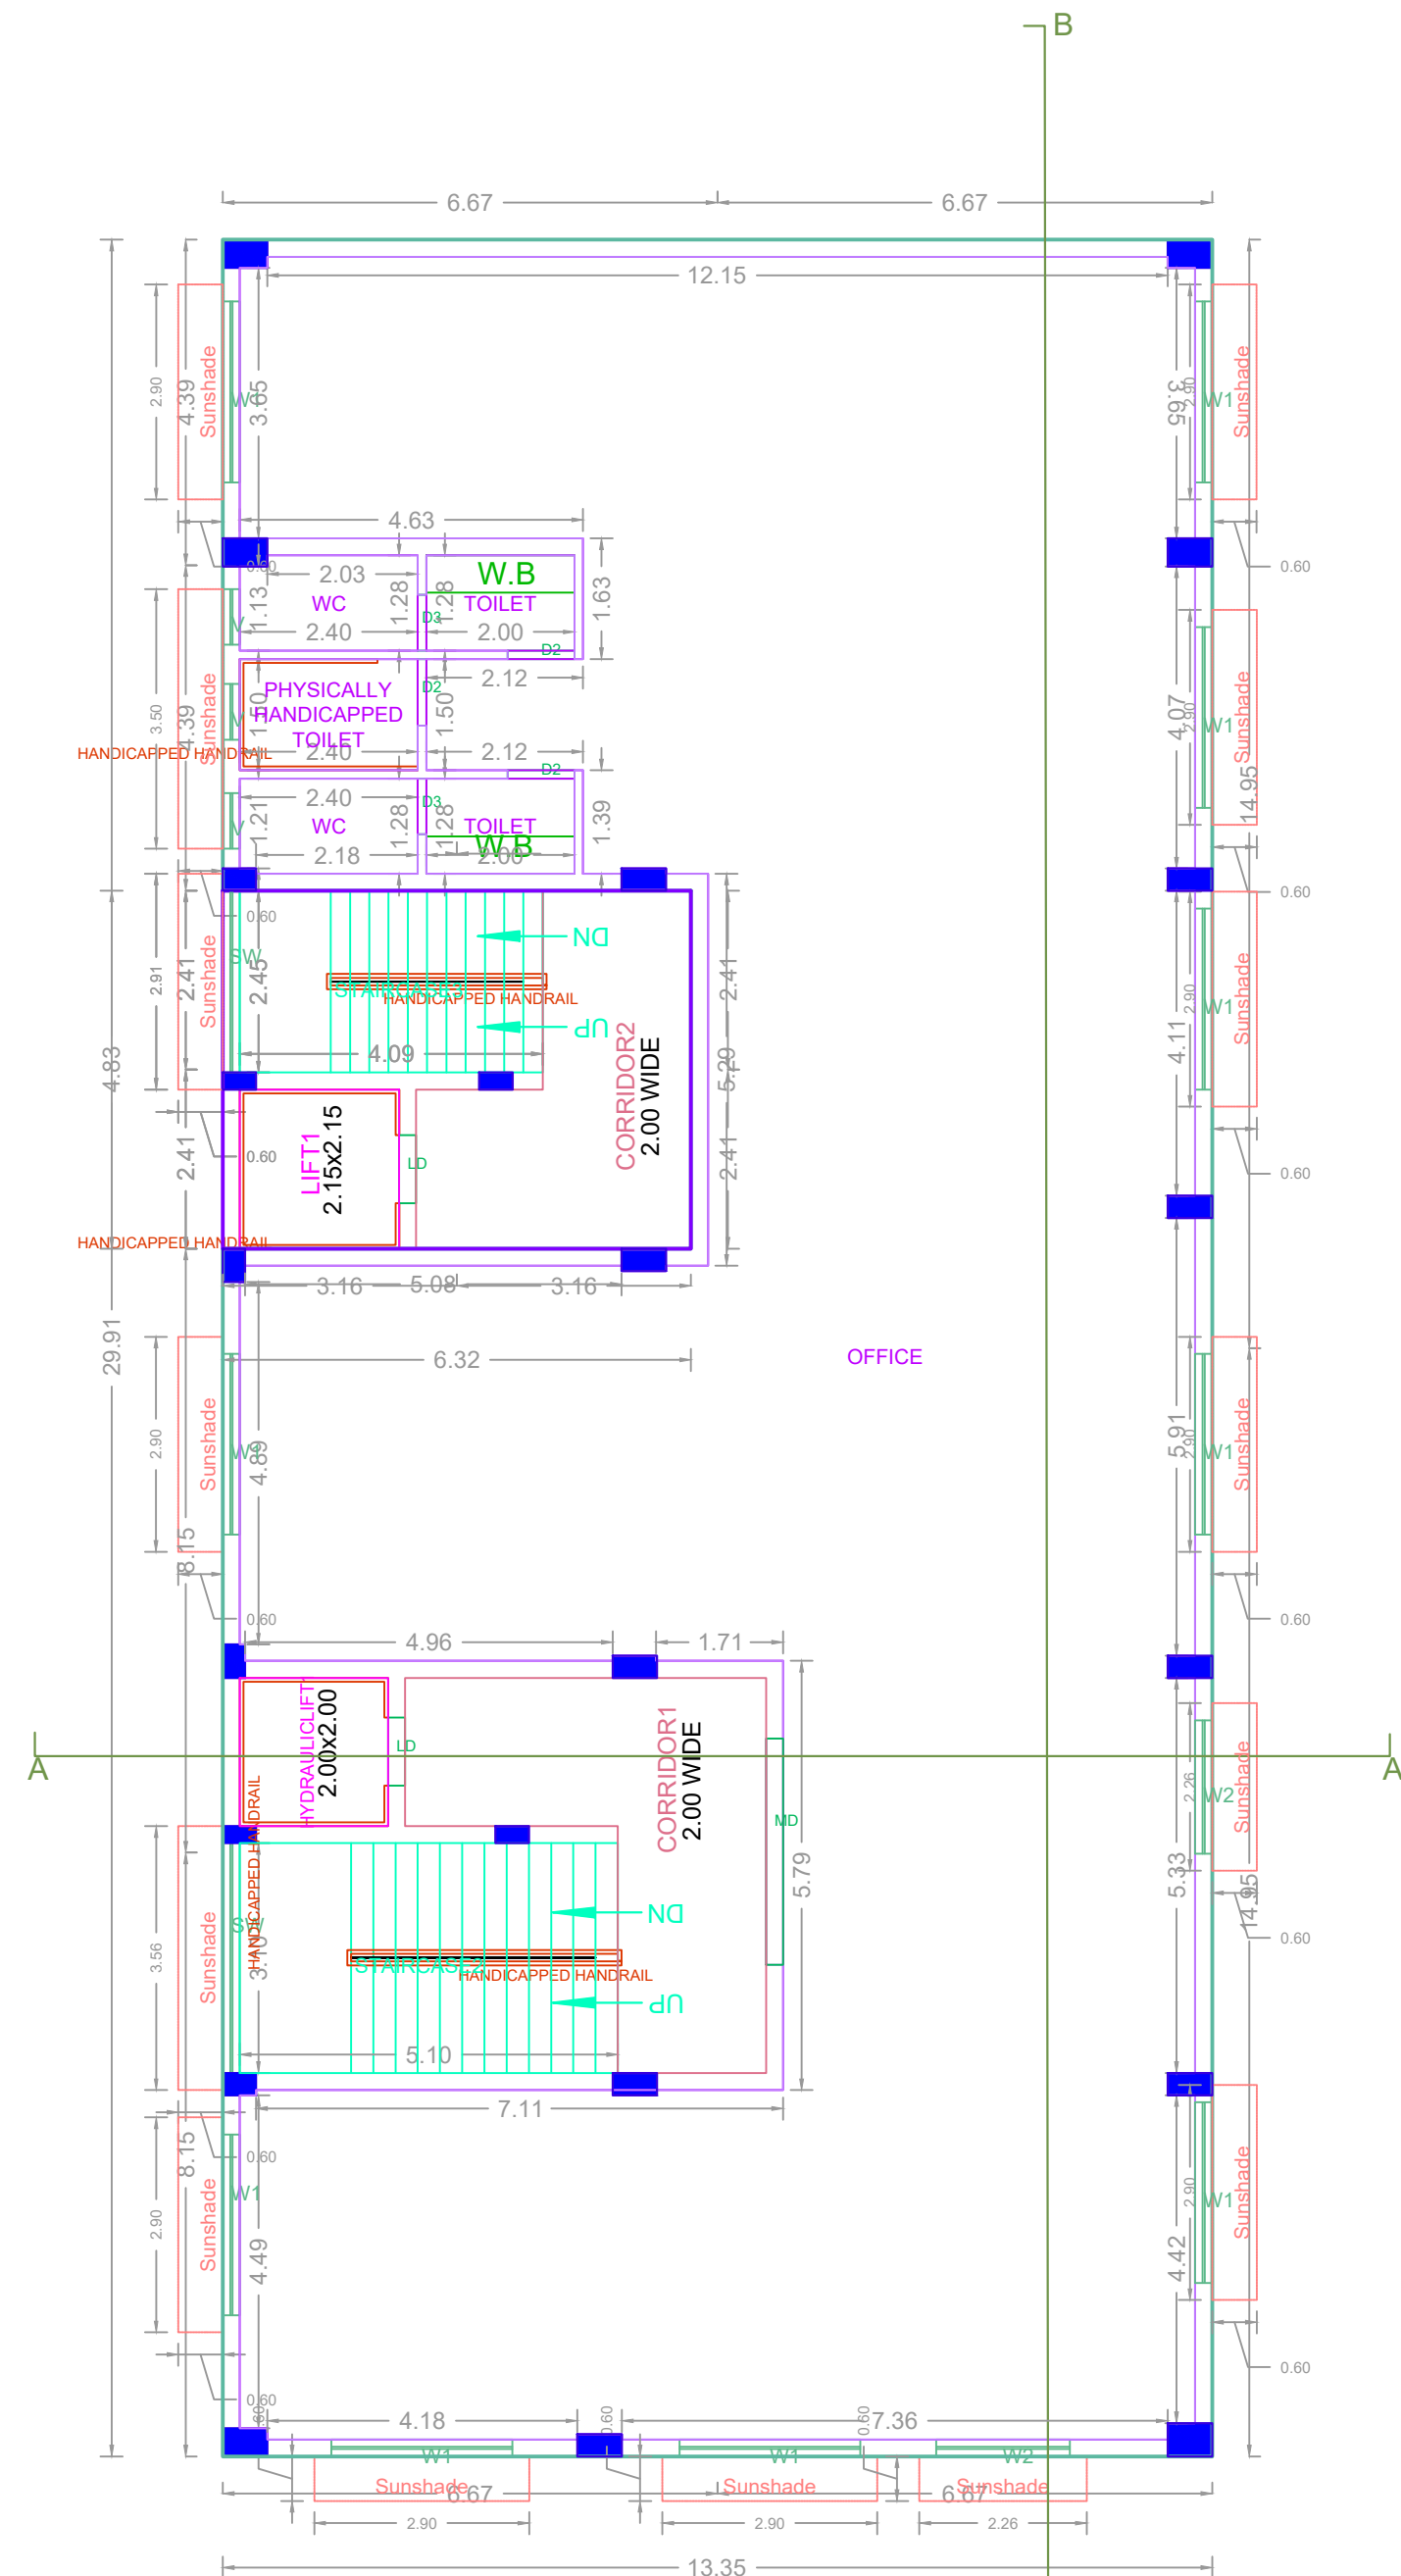 B
6.67
6.67
12.15
2.90
4.39
Sunshade
3.65
3.65
2.90
W1
Sunshade
4.63
0.60
0.60
2.03
W.B
WC
TOILET
1.13
1.28
1.28
1.63
D3
2.40
2.00
D2
V
2.12
D2
PHYSICALLY
HANDICAPPED
TOILET
1.50
1.50
3.50
4.39
Sunshade
V
HANDICAPPED HANDRAIL
2.40
2.12
D2
4.07
2.90
W1
Sunshade
14.95
2.40
D3
WC
TOILET
W.B
1.21
1.28
1.28
1.39
V
2.18
2.00
0.60
0.60
DN
SW
2.91
2.41
Sunshade
2.45
STAIRCASE3
HANDICAPPED HANDRAIL
UP
4.09
2.41
4.11
2.90
W1
Sunshade
4.83
5.29
CORRIDOR2
2.00 WIDE
LIFT1
2.15x2.15
LD
0.60
2.41
2.41
0.60
HANDICAPPED HANDRAIL
3.16
5.08
3.16
29.91
6.32
OFFICE
2.90
Sunshade
W1
4.89
5.91
2.90
W1
Sunshade
8.15
0.60
0.60
4.96
1.71
HYDRAULICLIFT1
2.00x2.00
LD
CORRIDOR1
2.00 WIDE
A
A
2.26
W2
Sunshade
MD
HANDICAPPED HANDRAIL
5.79
5.33
14.95
DN
SW
3.56
Sunshade
3.10
STAIRCASE2
HANDICAPPED HANDRAIL
UP
0.60
5.10
7.11
0.60
8.15
W1
2.90
Sunshade
4.49
4.42
2.90
W1
Sunshade
0.60
0.60
0.60
4.18
0.60
0.60
7.36
W1
W1
W2
Sunshade
Sunshade
Sunshade
6.67
6.67
2.90
2.90
2.26
13.35